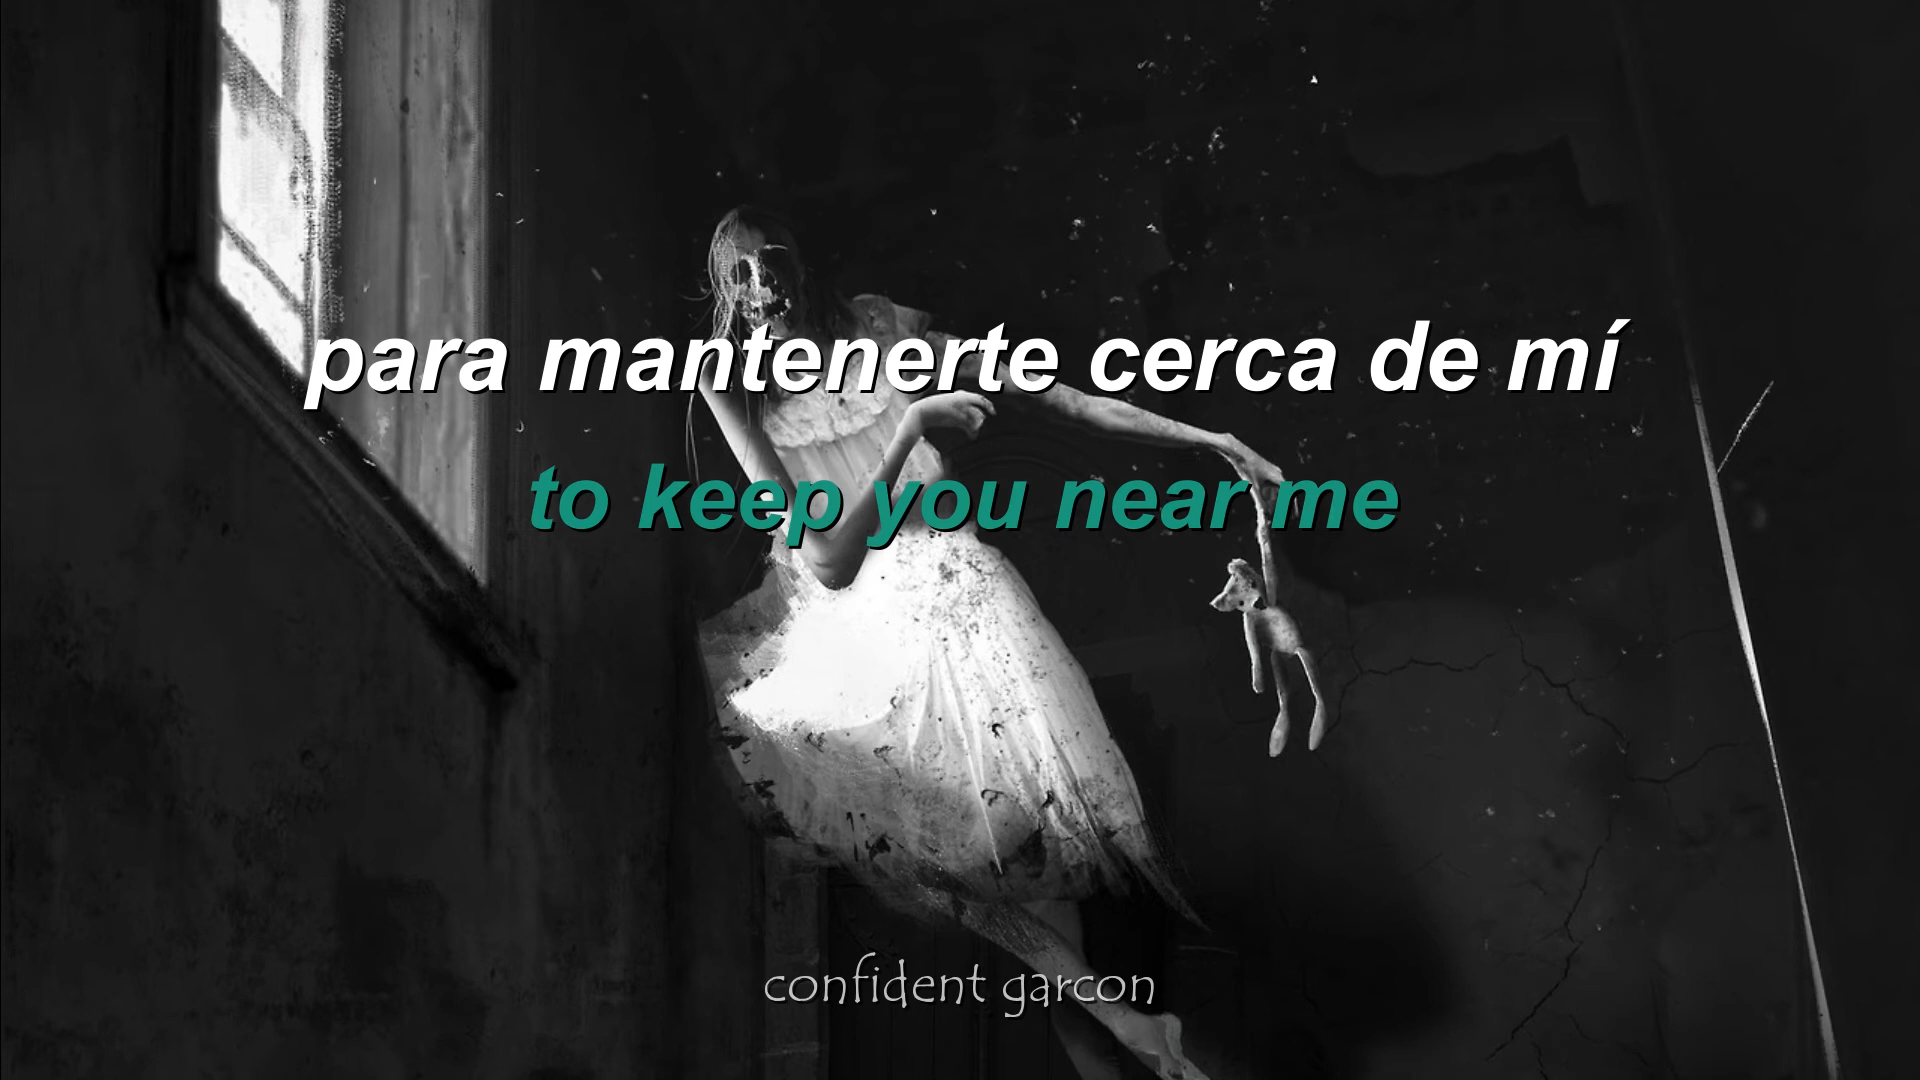 para mantenerte cerca de mí
to keep you near me
confident garcon